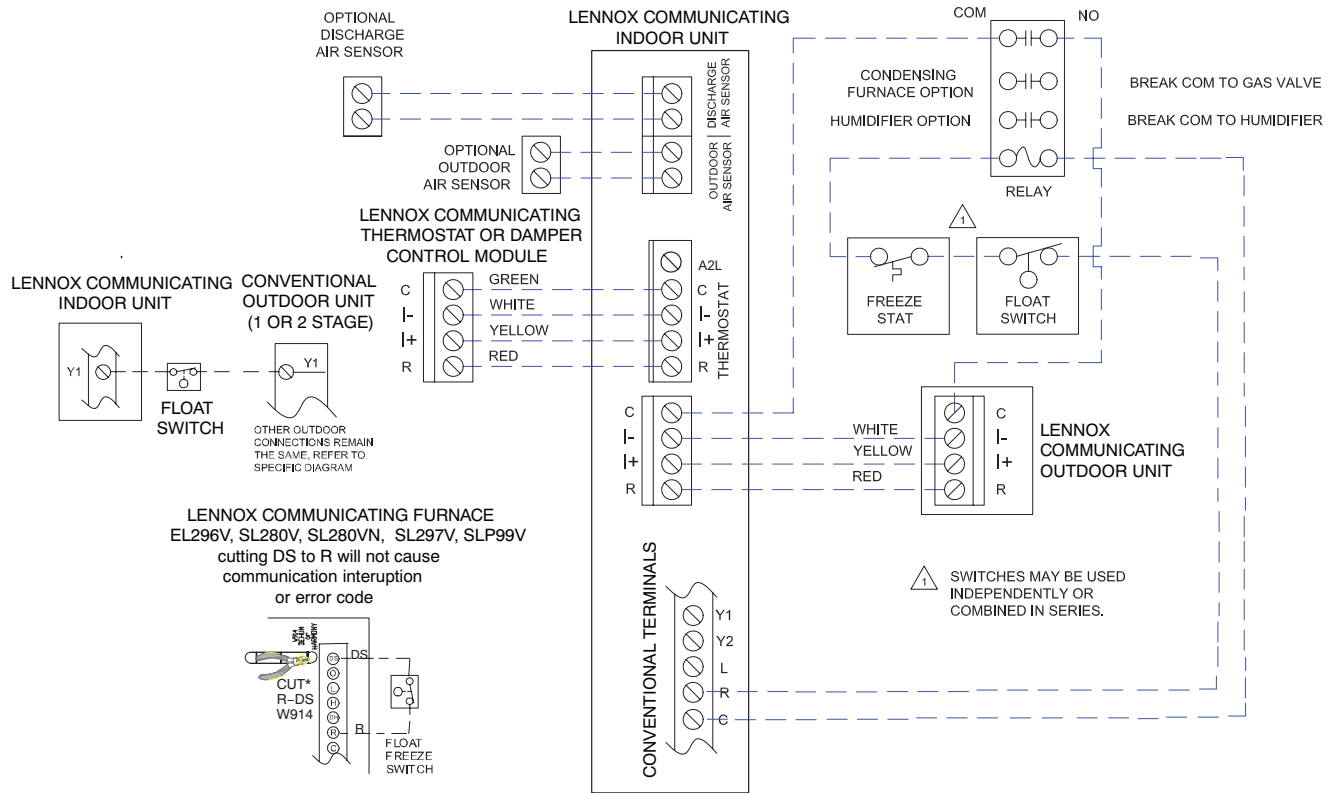 OPTIONAL
DISCHARGE
AIR SENSOR
LENNOX COMMUNICATING
INDOOR UNIT
DISCHARGE
AIR SENSOR
OUTDOOR
AIR SENSOR
OPTIONAL
OUTDOOR
AIR SENSOR
COM
NO
CONDENSING
FURNACE OPTION
BREAK COM TO GAS VALVE
HUMIDIFIER OPTION
BREAK COM TO HUMIDIFIER
RELAY
1
FREEZE
STAT
FLOAT
SWITCH
LENNOX COMMUNICATING
THERMOSTAT OR DAMPER
CONTROL MODULE
C
I-
I+
R
GREEN
WHITE
YELLOW
RED
A2L
C
I-
I+
R
THERMOSTAT
LENNOX COMMUNICATING
INDOOR UNIT
Y1
FLOAT
SWITCH
CONVENTIONAL
OUTDOOR UNIT
(1 OR 2 STAGE)
Y1
OTHER OUTDOOR
CONNECTIONS REMAIN
THE SAME, REFER TO
SPECIFIC DIAGRAM
C
I-
I+
R
WHITE
YELLOW
RED
C
I-
I+
R
LENNOX
COMMUNICATING
OUTDOOR UNIT
1 SWITCHES MAY BE USED
INDEPENDENTLY OR
COMBINED IN SERIES.
LENNOX COMMUNICATING FURNACE
EL296V, SL280V, SL280VN, SL297V, SLP99V
cutting DS to R will not cause
communication interuption
or error code
W914
DEHUM
OF
HARMONY
CUT*
R-DS
W914
DS
O
L
H
DH
R
C
DS
R
FLOAT
FREEZE
SWITCH
CONVENTIONAL TERMINALS
Y1
Y2
L
R
C